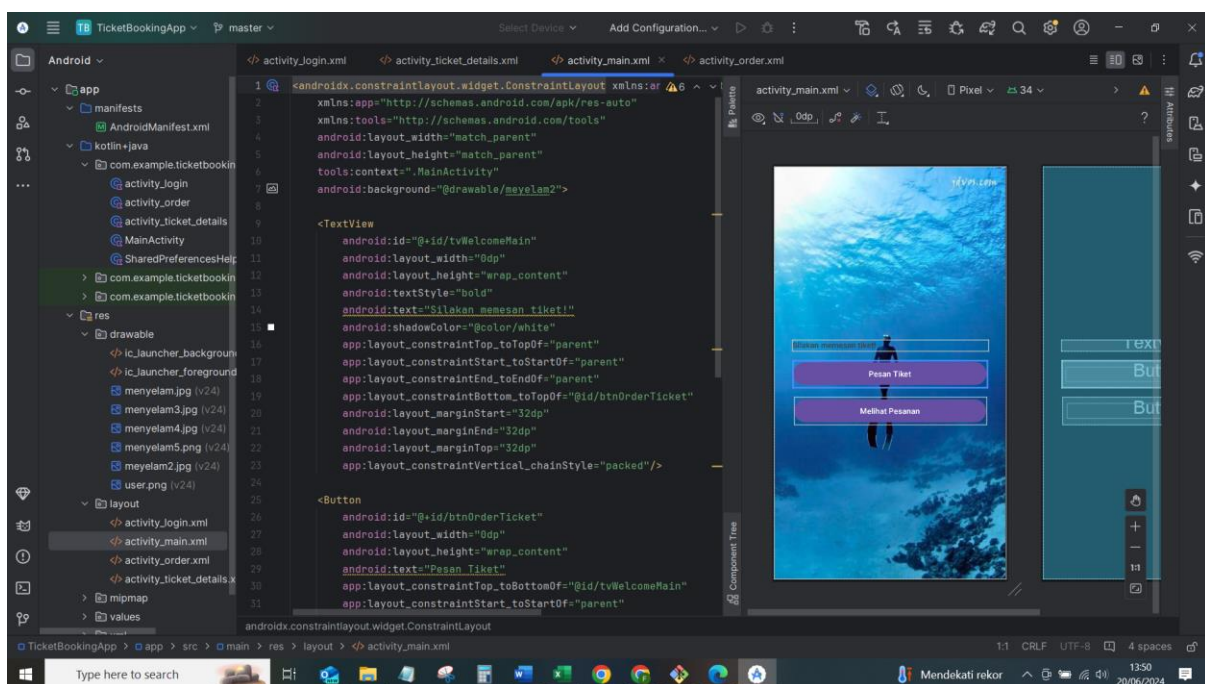 TB TicketBookingApp master Select Device Add Configuration...
Android
activity_login.xml activity_ticket_details.xml activity_main.xml activity_order.xml
app
manifests
AndroidManifest.xml
kotlin+java
com.example.ticketbookin
activity_login
activity_order
activity_ticket_details
MainActivity
SharedPreferencesHelp
com.example.ticketbookin
com.example.ticketbookin
res
drawable
ic_launcher_backgroun
ic_launcher_foreground
menyelam.jpg (v24)
menyelam3.jpg (v24)
menyelam4.jpg (v24)
menyelam5.png (v24)
meyelam2.jpg (v24)
user.png (v24)
layout
activity_login.xml
activity_main.xml
activity_order.xml
activity_ticket_details.x
mipmap
values
1 <androidx.constraintlayout.widget.ConstraintLayout xmlns:ar 6
2 xmlns:app="http://schemas.android.com/apk/res-auto"
3 xmlns:tools="http://schemas.android.com/tools"
4 android:layout_width="match_parent"
5 android:layout_height="match_parent"
6 tools:context=".MainActivity"
7 android:background="@drawable/meyelam2">
8
9 <TextView
10 android:id="@+id/tvWelcomeMain"
11 android:layout_width="0dp"
12 android:layout_height="wrap_content"
13 android:textStyle="bold"
14 android:text="Silakan memesan tiket!"
15 android:shadowColor="@color/white"
16 app:layout_constraintTop_toTopOf="parent"
17 app:layout_constraintStart_toStartOf="parent"
18 app:layout_constraintEnd_toEndOf="parent"
19 app:layout_constraintBottom_toTopOf="@id/btnOrderTicket"
20 android:layout_marginStart="32dp"
21 android:layout_marginEnd="32dp"
22 android:layout_marginTop="32dp"
23 app:layout_constraintVertical_chainStyle="packed"/>
24
25 <Button
26 android:id="@+id/btnOrderTicket"
27 android:layout_width="0dp"
28 android:layout_height="wrap_content"
29 android:text="Pesan Tiket"
30 app:layout_constraintTop_toBottomOf="@id/tvWelcomeMain"
31 app:layout_constraintStart_toStartOf="parent"
androidx.constraintlayout.widget.ConstraintLayout
Palette
Component Tree
activity_main.xml Pixel 34
0dp
Attributes
Silakan memesan tiket!
Pesan Tiket
Melihat Pesanan
But
But
1:1
TicketBookingApp > app > src > main > res > layout > activity_main.xml
1:1 CRLF UTF-8 4 spaces
Type here to search
Mendekati rekor
13:50
20/06/2024